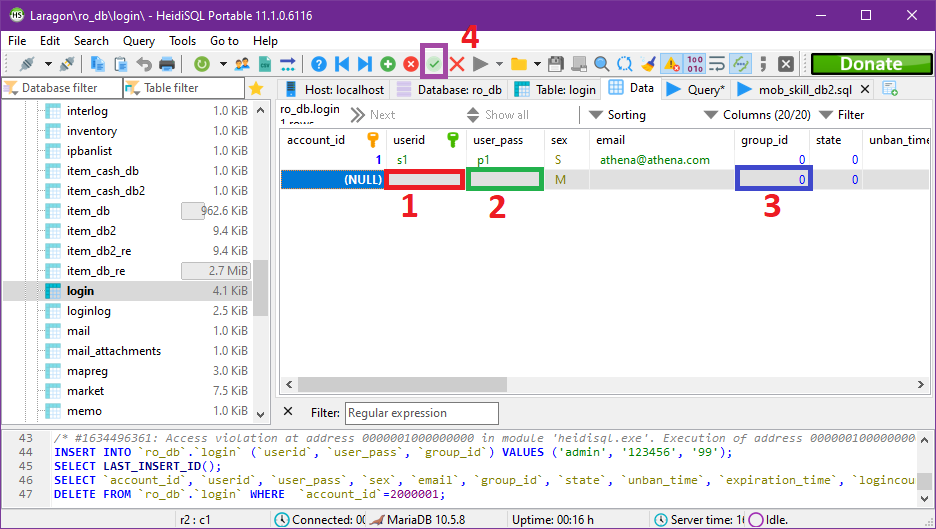 Laragon\ro_db\login\ - HeidiSQL Portable 11.1.0.6116
File Edit Search Query Tools Go to Help
4
Donate
Database filter Table filter
Host: localhost Database: ro_db Table: login Data Query* mob_skill_db2.sql
interlog 1.0 KiB
inventory 1.0 KiB
ipbanlist 1.0 KiB
item_cash_db 1.0 KiB
item_cash_db2 1.0 KiB
item_db 962.6 KiB
item_db2 9.4 KiB
item_db2_re 9.4 KiB
item_db_re 2.7 MiB
login 4.1 KiB
loginlog 2.5 KiB
mail 1.0 KiB
mail_attachments 1.0 KiB
mapreg 3.0 KiB
market 7.5 KiB
memo 1.0 KiB
ro_db.login Next Show all Sorting Columns (20/20) Filter
1 rows
account_id userid user_pass sex email group_id state unban_time
1 s1 p1 S athena@athena.com 0 0
(NULL) M 0 0
1 2 3
Filter: Regular expression
43 /* #1634496361: Access violation at address 0000001000000000 in module 'heidisql.exe'. Execution of address 0000001000000000
44 INSERT INTO `ro_db`.`login` (`userid`, `user_pass`, `group_id`) VALUES ('admin', '123456', '99');
45 SELECT LAST_INSERT_ID();
46 SELECT `account_id`, `userid`, `user_pass`, `sex`, `email`, `group_id`, `state`, `unban_time`, `expiration_time`, `logincou
47 DELETE FROM `ro_db`.`login` WHERE `account_id`=2000001;
r2 : c1 Connected: 00 MariaDB 10.5.8 Uptime: 00:16 h Server time: 1 Idle.